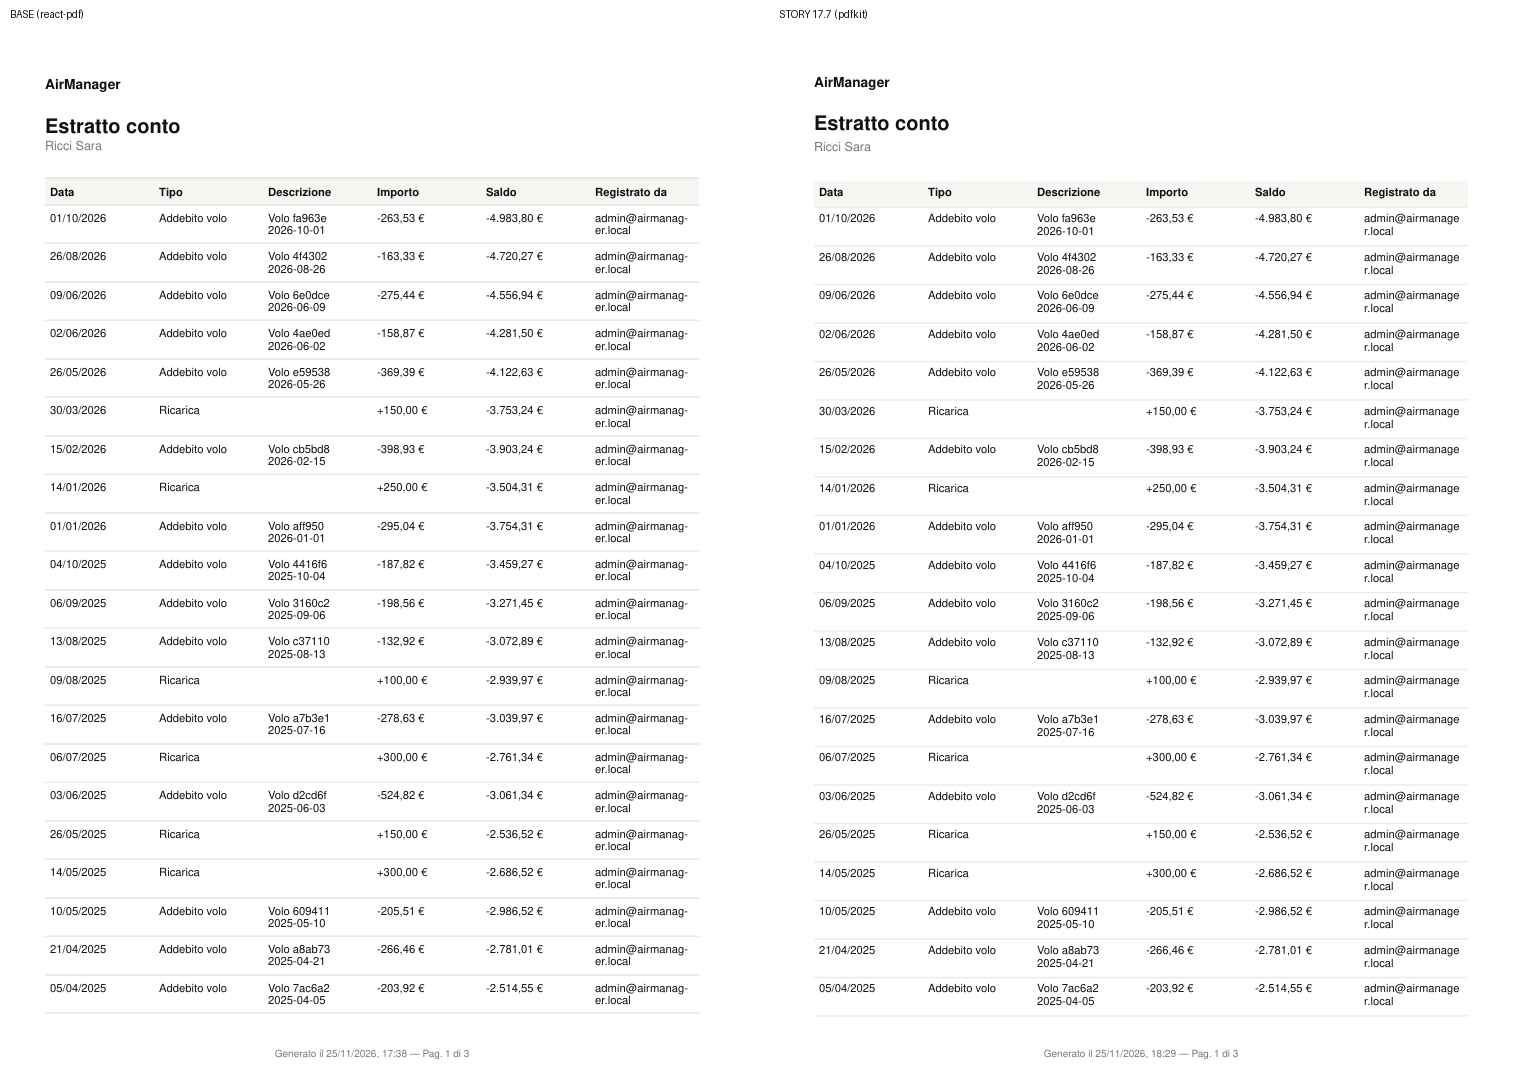 BASE (react-pdf)
AirManager
Estratto conto
Ricci Sara
Data Tipo Descrizione Importo Saldo Registrato da
01/10/2026 Addebito volo Volo fa963e -263,53 € -4.983,80 € admin@airmanag-
2026-10-01 er.local
26/08/2026 Addebito volo Volo 4f4302 -163,33 € -4.720,27 € admin@airmanag-
2026-08-26 er.local
09/06/2026 Addebito volo Volo 6e0dce -275,44 € -4.556,94 € admin@airmanag-
2026-06-09 er.local
02/06/2026 Addebito volo Volo 4ae0ed -158,87 € -4.281,50 € admin@airmanag-
2026-06-02 er.local
26/05/2026 Addebito volo Volo e59538 -369,39 € -4.122,63 € admin@airmanag-
2026-05-26 er.local
30/03/2026 Ricarica +150,00 € -3.753,24 € admin@airmanag-
er.local
15/02/2026 Addebito volo Volo cb5bd8 -398,93 € -3.903,24 € admin@airmanag-
2026-02-15 er.local
14/01/2026 Ricarica +250,00 € -3.504,31 € admin@airmanag-
er.local
01/01/2026 Addebito volo Volo aff950 -295,04 € -3.754,31 € admin@airmanag-
2026-01-01 er.local
04/10/2025 Addebito volo Volo 4416f6 -187,82 € -3.459,27 € admin@airmanag-
2025-10-04 er.local
06/09/2025 Addebito volo Volo 3160c2 -198,56 € -3.271,45 € admin@airmanag-
2025-09-06 er.local
13/08/2025 Addebito volo Volo c37110 -132,92 € -3.072,89 € admin@airmanag-
2025-08-13 er.local
09/08/2025 Ricarica +100,00 € -2.939,97 € admin@airmanag-
er.local
16/07/2025 Addebito volo Volo a7b3e1 -278,63 € -3.039,97 € admin@airmanag-
2025-07-16 er.local
06/07/2025 Ricarica +300,00 € -2.761,34 € admin@airmanag-
er.local
03/06/2025 Addebito volo Volo d2cd6f -524,82 € -3.061,34 € admin@airmanag-
2025-06-03 er.local
26/05/2025 Ricarica +150,00 € -2.536,52 € admin@airmanag-
er.local
14/05/2025 Ricarica +300,00 € -2.686,52 € admin@airmanag-
er.local
10/05/2025 Addebito volo Volo 609411 -205,51 € -2.986,52 € admin@airmanag-
2025-05-10 er.local
21/04/2025 Addebito volo Volo a8ab73 -266,46 € -2.781,01 € admin@airmanag-
2025-04-21 er.local
05/04/2025 Addebito volo Volo 7ac6a2 -203,92 € -2.514,55 € admin@airmanag-
2025-04-05 er.local
Generato il 25/11/2026, 17:38 — Pag. 1 di 3
STORY 17.7 (pdfkit)
AirManager
Estratto conto
Ricci Sara
Data Tipo Descrizione Importo Saldo Registrato da
01/10/2026 Addebito volo Volo fa963e -263,53 € -4.983,80 € admin@airmanage
2026-10-01 r.local
26/08/2026 Addebito volo Volo 4f4302 -163,33 € -4.720,27 € admin@airmanage
2026-08-26 r.local
09/06/2026 Addebito volo Volo 6e0dce -275,44 € -4.556,94 € admin@airmanage
2026-06-09 r.local
02/06/2026 Addebito volo Volo 4ae0ed -158,87 € -4.281,50 € admin@airmanage
2026-06-02 r.local
26/05/2026 Addebito volo Volo e59538 -369,39 € -4.122,63 € admin@airmanage
2026-05-26 r.local
30/03/2026 Ricarica +150,00 € -3.753,24 € admin@airmanage
r.local
15/02/2026 Addebito volo Volo cb5bd8 -398,93 € -3.903,24 € admin@airmanage
2026-02-15 r.local
14/01/2026 Ricarica +250,00 € -3.504,31 € admin@airmanage
r.local
01/01/2026 Addebito volo Volo aff950 -295,04 € -3.754,31 € admin@airmanage
2026-01-01 r.local
04/10/2025 Addebito volo Volo 4416f6 -187,82 € -3.459,27 € admin@airmanage
2025-10-04 r.local
06/09/2025 Addebito volo Volo 3160c2 -198,56 € -3.271,45 € admin@airmanage
2025-09-06 r.local
13/08/2025 Addebito volo Volo c37110 -132,92 € -3.072,89 € admin@airmanage
2025-08-13 r.local
09/08/2025 Ricarica +100,00 € -2.939,97 € admin@airmanage
r.local
16/07/2025 Addebito volo Volo a7b3e1 -278,63 € -3.039,97 € admin@airmanage
2025-07-16 r.local
06/07/2025 Ricarica +300,00 € -2.761,34 € admin@airmanage
r.local
03/06/2025 Addebito volo Volo d2cd6f -524,82 € -3.061,34 € admin@airmanage
2025-06-03 r.local
26/05/2025 Ricarica +150,00 € -2.536,52 € admin@airmanage
r.local
14/05/2025 Ricarica +300,00 € -2.686,52 € admin@airmanage
r.local
10/05/2025 Addebito volo Volo 609411 -205,51 € -2.986,52 € admin@airmanage
2025-05-10 r.local
21/04/2025 Addebito volo Volo a8ab73 -266,46 € -2.781,01 € admin@airmanage
2025-04-21 r.local
05/04/2025 Addebito volo Volo 7ac6a2 -203,92 € -2.514,55 € admin@airmanage
2025-04-05 r.local
Generato il 25/11/2026, 18:29 — Pag. 1 di 3